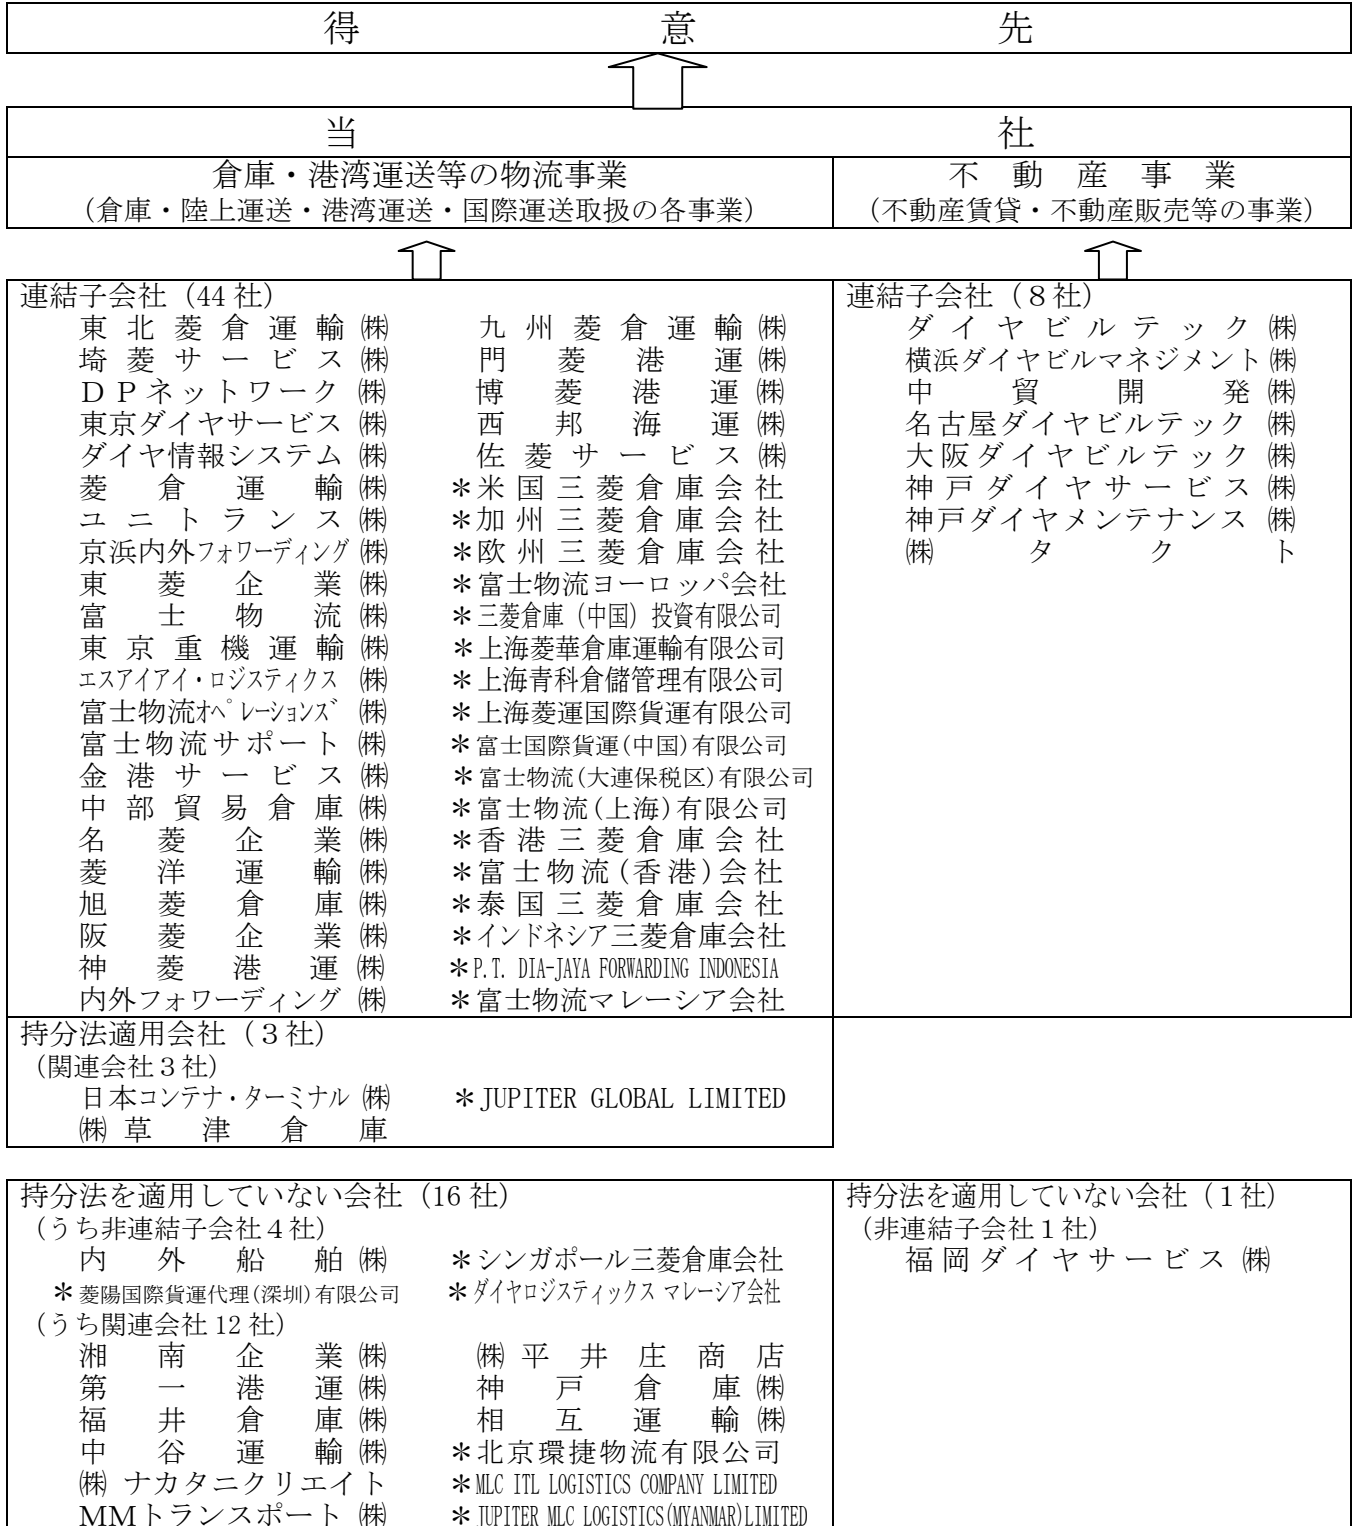 得意先
当社
倉庫・港湾運送等の物流事業
(倉庫・陸上運送・港湾運送・国際運送取扱の各事業)
不動産事業
(不動産賃貸・不動産販売等の事業)
連結子会社(44社)
東北菱倉運輸㈱ 九州菱倉運輸㈱
埼菱サービス㈱ 門菱港運㈱
DPネットワーク㈱ 博菱港運㈱
東京ダイヤサービス㈱ 西邦海運㈱
ダイヤ情報システム㈱ 佐菱サービス㈱
菱倉運輸㈱ *米国三菱倉庫会社
ユニトランス㈱ *加州三菱倉庫会社
京浜内外フォワーディング㈱ *欧州三菱倉庫会社
東菱企業㈱ *富士物流ヨーロッパ会社
富士物流㈱ *三菱倉庫(中国)投資有限公司
東京重機運輸㈱ *上海菱華倉庫運輸有限公司
エスアイアイ・ロジスティクス㈱ *上海青科倉儲管理有限公司
富士物流オペレーションズ㈱ *上海菱運国際貨運有限公司
富士物流サポート㈱ *富士国際貨運(中国)有限公司
金港サービス㈱ *富士物流(大連保税区)有限公司
中部貿易倉庫㈱ *富士物流(上海)有限公司
名菱企業㈱ *香港三菱倉庫会社
菱洋運輸㈱ *富士物流(香港)会社
旭菱倉庫㈱ *泰国三菱倉庫会社
阪菱企業㈱ *インドネシア三菱倉庫会社
神菱港運㈱ *P.T. DIA-JAYA FORWARDING INDONESIA
内外フォワーディング㈱ *富士物流マレーシア会社
連結子会社(8社)
ダイヤビルテック㈱
横浜ダイヤビルマネジメント㈱
中貿開発㈱
名古屋ダイヤビルテック㈱
大阪ダイヤビルテック㈱
神戸ダイヤサービス㈱
神戸ダイヤメンテナンス㈱
㈱タクト
持分法適用会社(3社)
(関連会社3社)
日本コンテナ・ターミナル㈱ *JUPITER GLOBAL LIMITED
㈱草津倉庫
持分法を適用していない会社(16社)
(うち非連結子会社4社)
内外船舶㈱ *シンガポール三菱倉庫会社
*菱陽国際貨運代理(深圳)有限公司 *ダイヤロジスティックス マレーシア会社
(うち関連会社12社)
湘南企業㈱ ㈱平井庄商店
第一港運㈱ 神戸倉庫㈱
福井倉庫㈱ 相互運輸㈱
中谷運輸㈱ *北京環捷物流有限公司
㈱ナカタニクリエイト *MLC ITL LOGISTICS COMPANY LIMITED
MMトランスポート㈱ *JUPITER MLC LOGISTICS(MYANMAR)LIMITED
持分法を適用していない会社(1社)
(非連結子会社1社)
福岡ダイヤサービス㈱